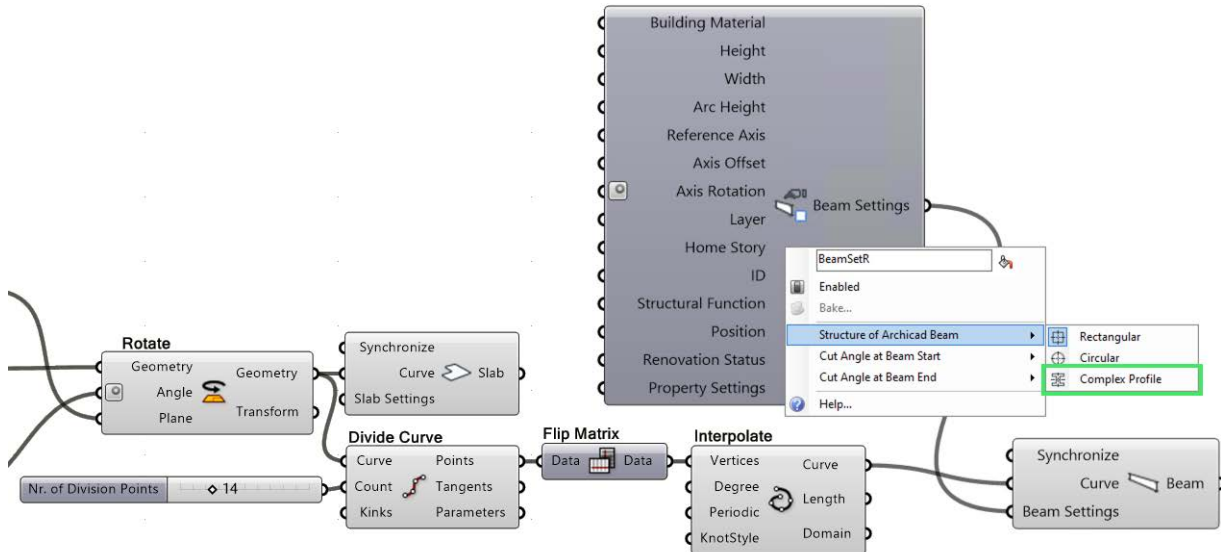 Building Material
Height
Width
Arc Height
Reference Axis
Axis Offset
Axis Rotation
Layer
Home Story
ID
Structural Function
Position
Renovation Status
Property Settings
Beam Settings
BeamSetR
Enabled
Bake...
Structure of Archicad Beam
Cut Angle at Beam Start
Cut Angle at Beam End
Help...
Rectangular
Circular
Complex Profile
Rotate
Geometry
Angle
Plane
Geometry
Transform
Synchronize
Curve
Slab Settings
Slab
Nr. of Division Points
14
Divide Curve
Curve
Count
Kinks
Points
Tangents
Parameters
Flip Matrix
Data
Data
Interpolate
Vertices
Degree
Periodic
KnotStyle
Curve
Length
Domain
Synchronize
Curve
Beam Settings
Beam